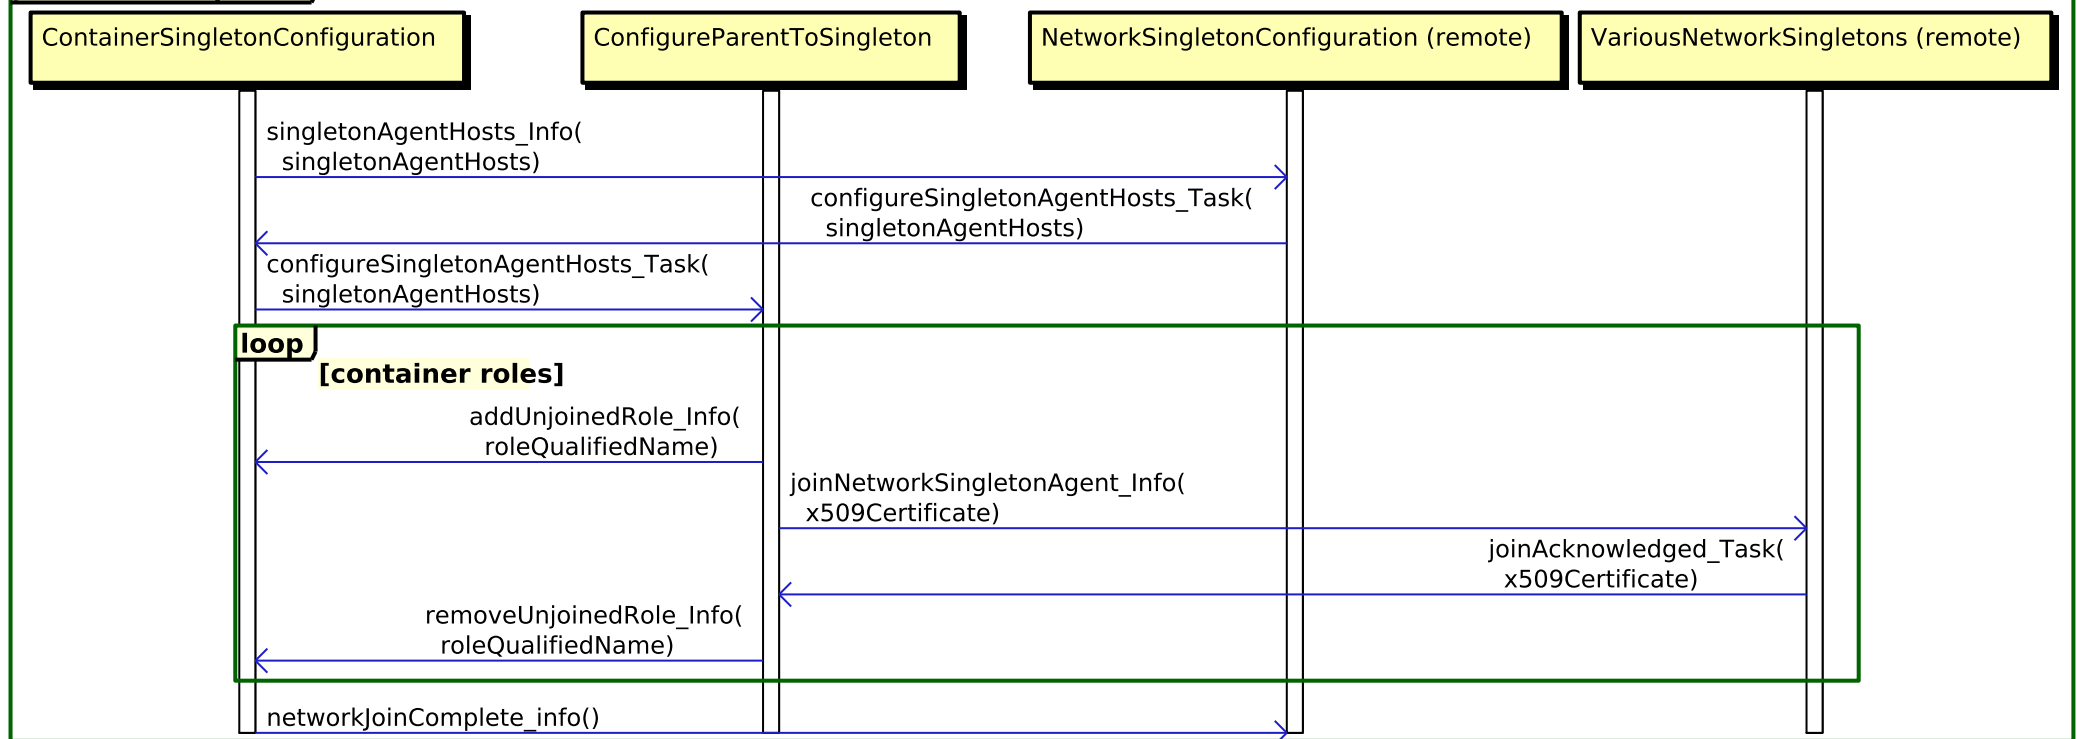 ContainerSingletonConfiguration
ConfigureParentToSingleton
NetworkSingletonConfiguration (remote)
VariousNetworkSingletons (remote)
singletonAgentHosts_Info(
singletonAgentHosts)
configureSingletonAgentHosts_Task(
singletonAgentHosts)
configureSingletonAgentHosts_Task(
singletonAgentHosts)
loop
[container roles]
addUnjoinedRole_Info(
roleQualifiedName)
joinNetworkSingletonAgent_Info(
x509Certificate)
joinAcknowledged_Task(
x509Certificate)
removeUnjoinedRole_Info(
roleQualifiedName)
networkJoinComplete_info()